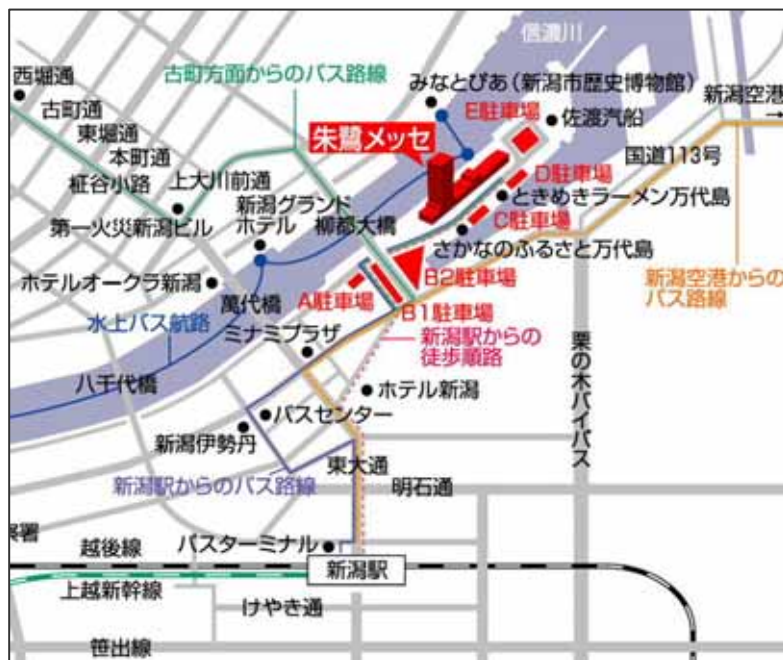 信濃川
古町方面からのバス路線
西堀通
みなとぴあ(新潟市歴史博物館)
新潟空港
→
古町通
E駐車場
佐渡汽船
東堀通
朱鷺メッセ
本町通
国道113号
柾谷小路
上大川前通
D駐車場
新潟グランド
ホテル
ときめきラーメン万代島
第一火災新潟ビル
柳都大橋
C駐車場
さかなのふるさと万代島
ホテルオークラ新潟
B2駐車場
新潟空港からの
バス路線
萬代橋
A駐車場
B1駐車場
水上バス航路
ミナミプラザ
新潟駅からの
徒歩順路
八千代橋
ホテル新潟
栗の木バイパス
バスセンター
新潟伊勢丹
東大通
新潟駅からのバス路線
明石通
察署
越後線
バスターミナル
新潟駅
上越新幹線
けやき通
笹出線